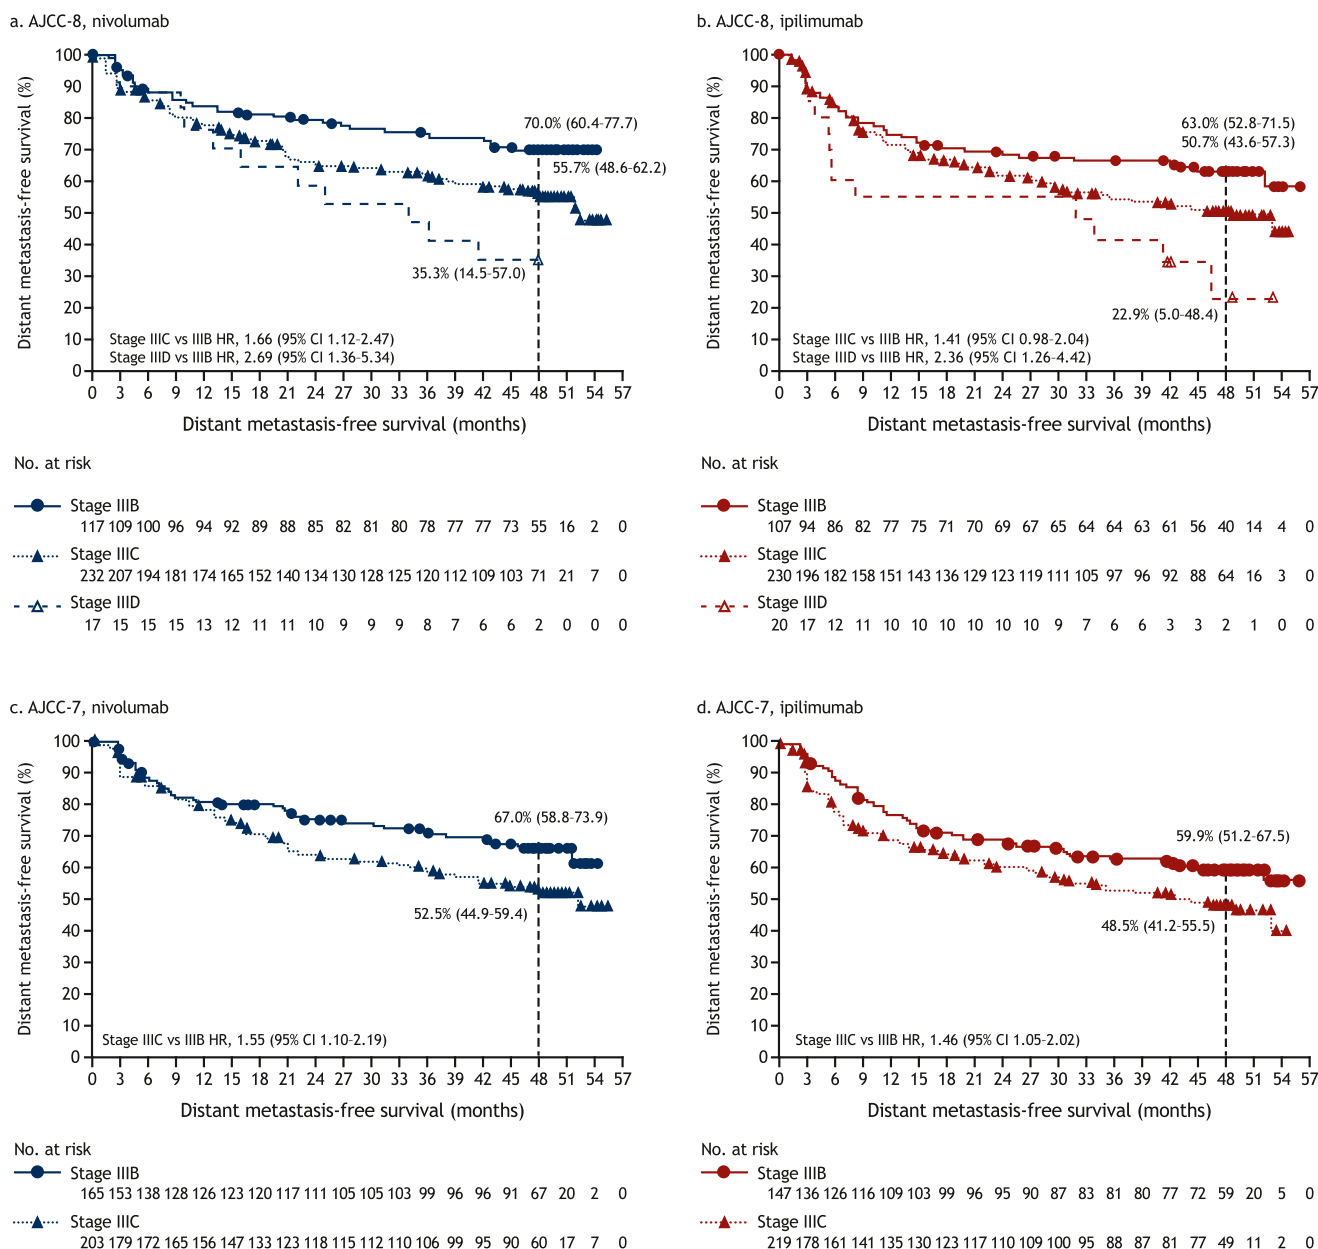 a. AJCC-8, nivolumab
Distant metastasis-free survival (%)
100
90
80
70
60
50
40
30
20
10
0
70.0% (60.4-77.7)
55.7% (48.6-62.2)
35.3% (14.5-57.0)
Stage IIIC vs IIIB HR, 1.66 (95% CI 1.12-2.47)
Stage IIID vs IIIB HR, 2.69 (95% CI 1.36-5.34)
0 3 6 9 12 15 18 21 24 27 30 33 36 39 42 45 48 51 54 57
Distant metastasis-free survival (months)
No. at risk
Stage IIIB
117 109 100 96 94 92 89 88 85 82 81 80 78 77 77 73 55 16 2 0
Stage IIIC
232 207 194 181 174 165 152 140 134 130 128 125 120 112 109 103 71 21 7 0
Stage IIID
17 15 15 15 13 12 11 11 10 9 9 9 8 7 6 6 2 0 0 0
b. AJCC-8, ipilimumab
Distant metastasis-free survival (%)
100
90
80
70
60
50
40
30
20
10
0
63.0% (52.8-71.5)
50.7% (43.6-57.3)
22.9% (5.0-48.4)
Stage IIIC vs IIIB HR, 1.41 (95% CI 0.98-2.04)
Stage IIID vs IIIB HR, 2.36 (95% CI 1.26-4.42)
0 3 6 9 12 15 18 21 24 27 30 33 36 39 42 45 48 51 54 57
Distant metastasis-free survival (months)
No. at risk
Stage IIIB
107 94 86 82 77 75 71 70 69 67 65 64 64 63 61 56 40 14 4 0
Stage IIIC
230 196 182 158 151 143 136 129 123 119 111 105 97 96 92 88 64 16 3 0
Stage IIID
20 17 12 11 10 10 10 10 10 10 9 7 6 6 3 3 2 1 0 0
c. AJCC-7, nivolumab
Distant metastasis-free survival (%)
100
90
80
70
60
50
40
30
20
10
0
67.0% (58.8-73.9)
52.5% (44.9-59.4)
Stage IIIC vs IIIB HR, 1.55 (95% CI 1.10-2.19)
0 3 6 9 12 15 18 21 24 27 30 33 36 39 42 45 48 51 54 57
Distant metastasis-free survival (months)
No. at risk
Stage IIIB
165 153 138 128 126 123 120 117 111 105 105 103 99 96 96 91 67 20 2 0
Stage IIIC
203 179 172 165 156 147 133 123 118 115 112 110 106 99 95 90 60 17 7 0
d. AJCC-7, ipilimumab
Distant metastasis-free survival (%)
100
90
80
70
60
50
40
30
20
10
0
59.9% (51.2-67.5)
48.5% (41.2-55.5)
Stage IIIC vs IIIB HR, 1.46 (95% CI 1.05-2.02)
0 3 6 9 12 15 18 21 24 27 30 33 36 39 42 45 48 51 54 57
Distant metastasis-free survival (months)
No. at risk
Stage IIIB
147 136 126 116 109 103 99 96 95 90 87 83 81 80 77 72 59 20 5 0
Stage IIIC
219 178 161 141 135 130 123 117 110 109 100 95 88 87 81 77 49 11 2 0